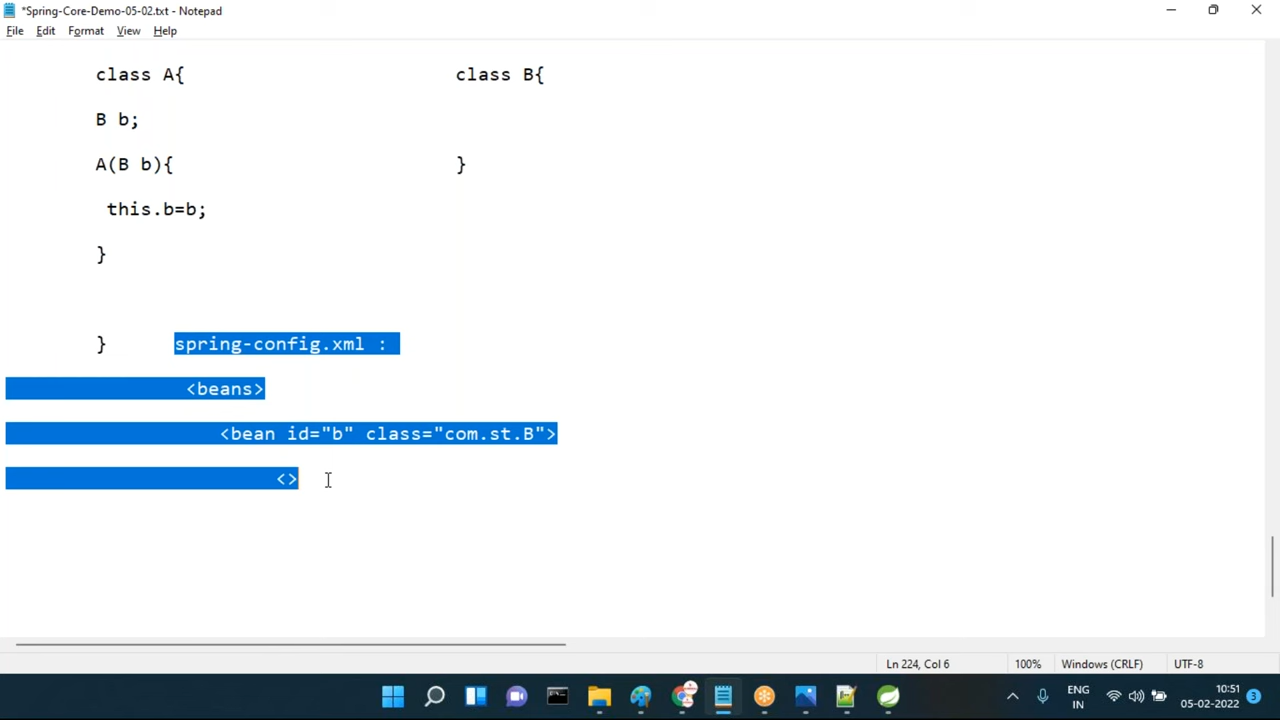 *Spring-Core-Demo-05-02.txt - Notepad
File Edit Format View Help
class A{ class B{
B b;
A(B b){ }
this.b=b;
}
} spring-config.xml :
<beans>
<bean id="b" class="com.st.B">
<>
Ln 224, Col 6 100% Windows (CRLF) UTF-8
ENG 10:51
IN 05-02-2022 3